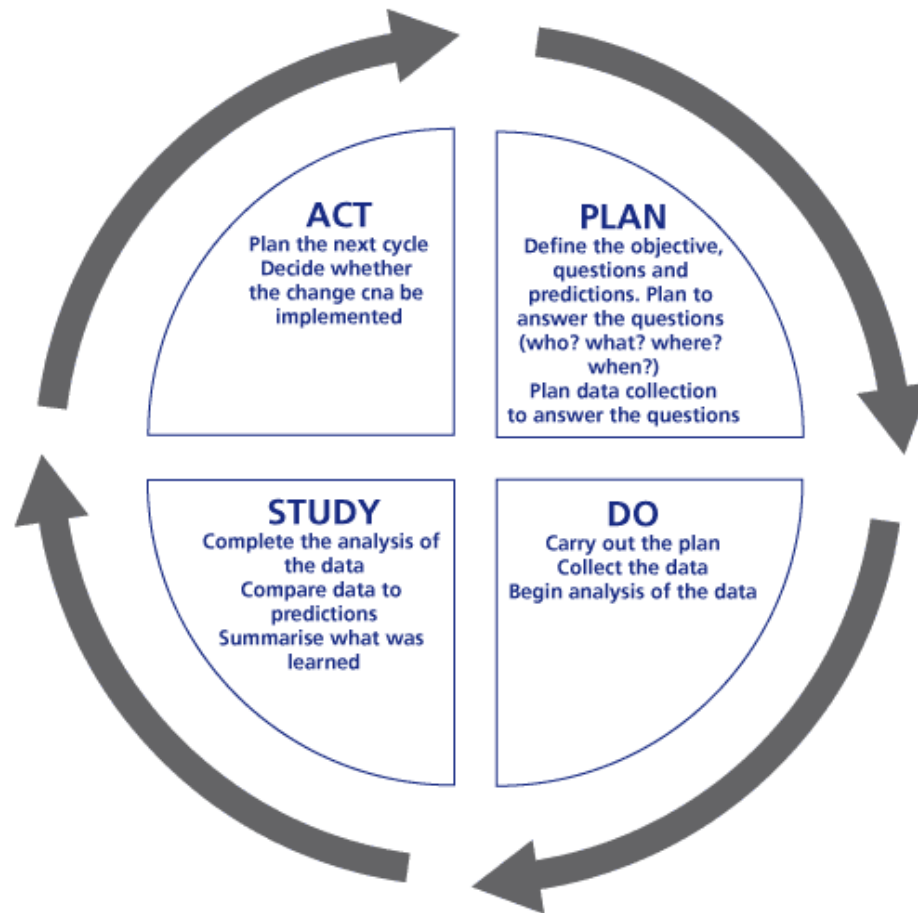 ACT
Plan the next cycle
Decide whether
the change cna be
implemented
PLAN
Define the objective,
questions and
predictions. Plan to
answer the questions
(who? what? where?
when?)
Plan data collection
to answer the questions
STUDY
Complete the analysis of
the data
Compare data to
predictions
Summarise what was
learned
DO
Carry out the plan
Collect the data
Begin analysis of the data